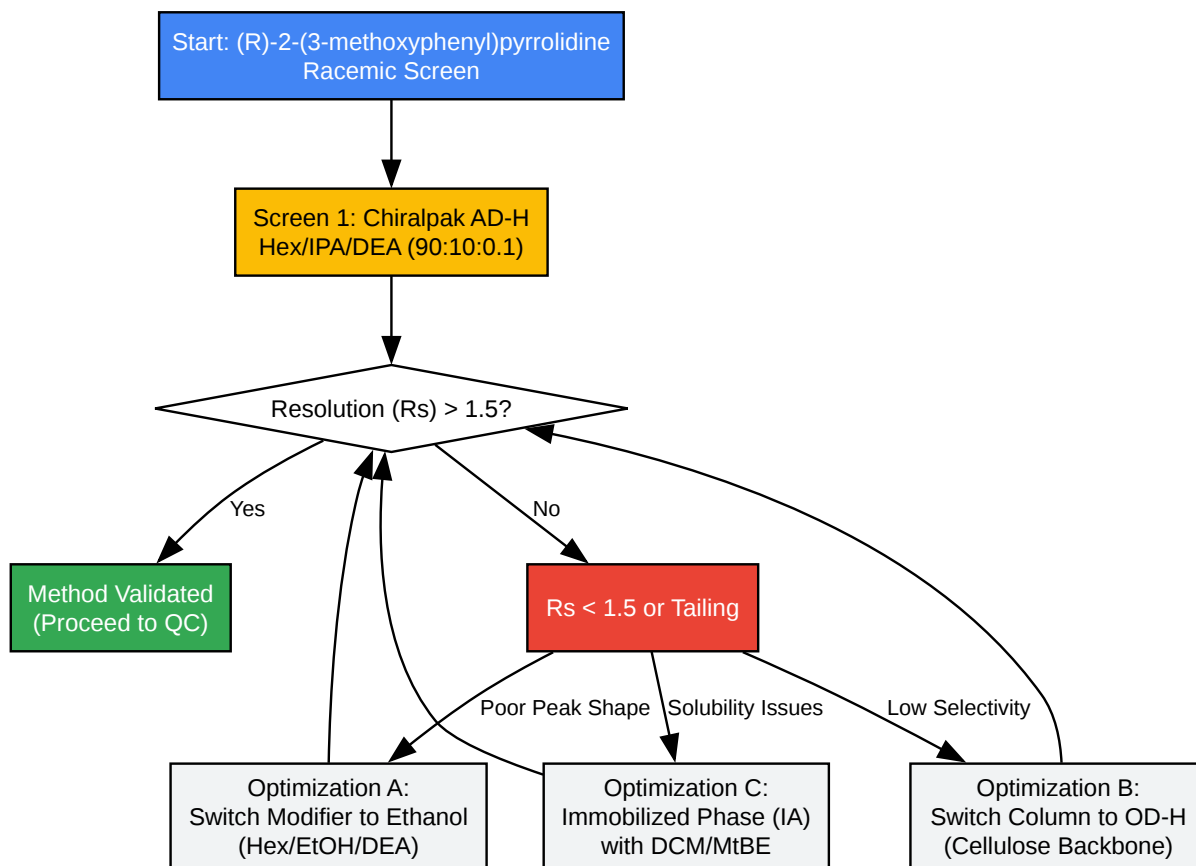 Start: (R)-2-(3-methoxyphenyl)pyrrolidine
Racemic Screen
Screen 1: Chiralpak AD-H
Hex/IPA/DEA (90:10:0.1)
Resolution (Rs) > 1.5?
Yes
No
Method Validated
(Proceed to QC)
Rs < 1.5 or Tailing
Poor Peak Shape
Solubility Issues
Low Selectivity
Optimization A:
Switch Modifier to Ethanol
(Hex/EtOH/DEA)
Optimization C:
Immobilized Phase (IA)
with DCM/MtBE
Optimization B:
Switch Column to OD-H
(Cellulose Backbone)